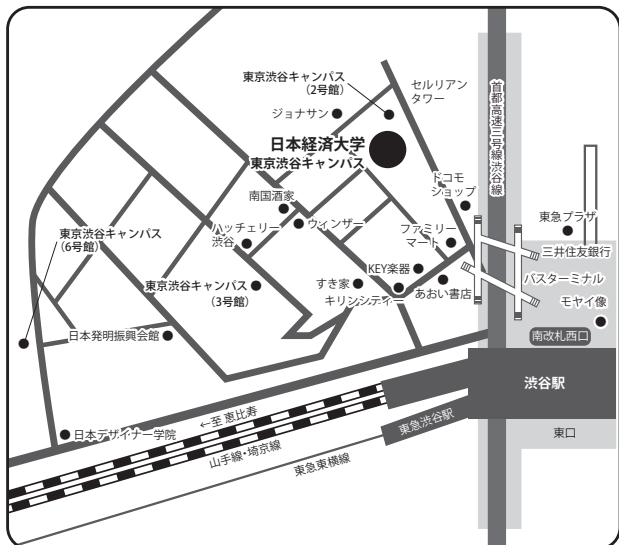 東京渋谷キャンパス
(2号館)
セルリアン
タワー
ジョナサン
首都高速三号線渋谷線
日本経済大学
東京渋谷キャンパス
ドコモ
ショップ
南国酒家
東急プラザ
東京渋谷キャンパス
(6号館)
ハッチェリー
渋谷
ウィンザー
ファミリー
マート
三井住友銀行
KEY楽器
バスターミナル
東京渋谷キャンパス
(3号館)
すき家
キリンシティー
あおい書店
モヤイ像
日本発明振興会館
南改札西口
渋谷駅
←至 恵比寿
東急渋谷駅
日本デザイナー学院
山手線・埼京線
東急東横線
東口